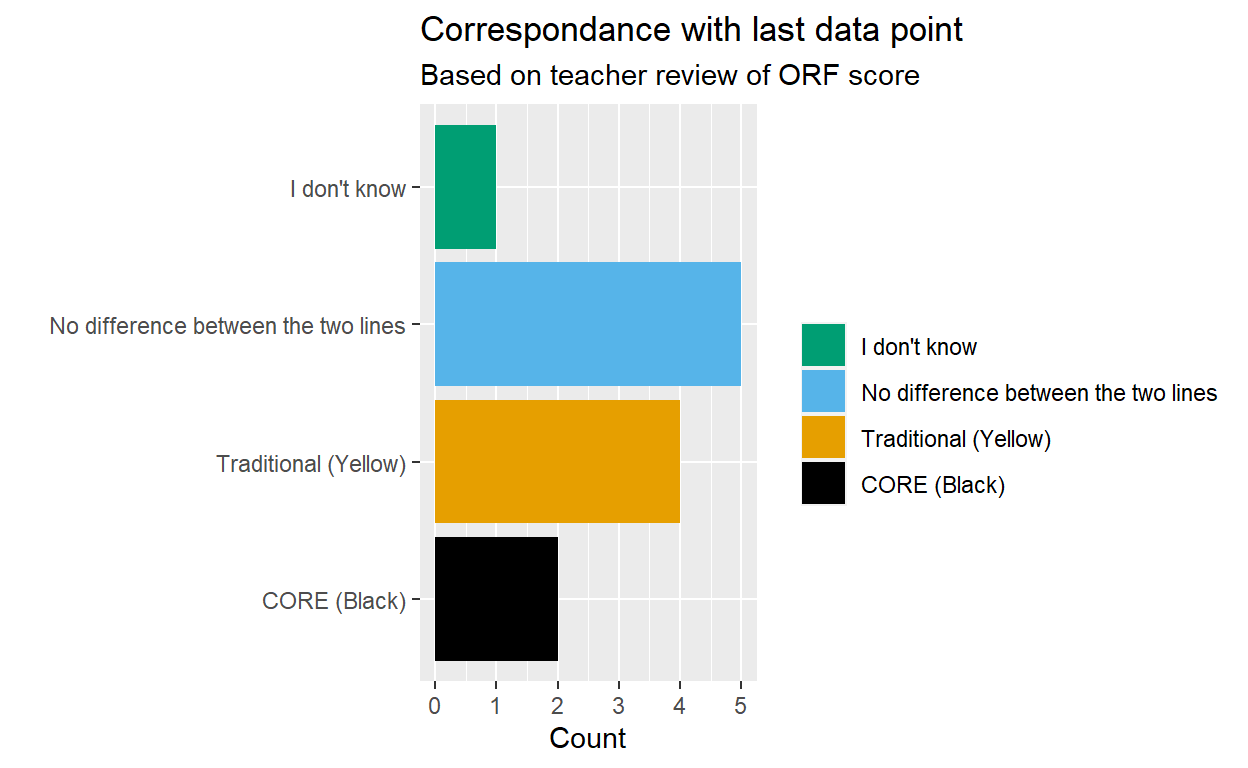 Correspondance with last data point
Based on teacher review of ORF score
I don't know
No difference between the two lines
Traditional (Yellow)
CORE (Black)
0 1 2 3 4 5
Count
I don't know
No difference between the two lines
Traditional (Yellow)
CORE (Black)